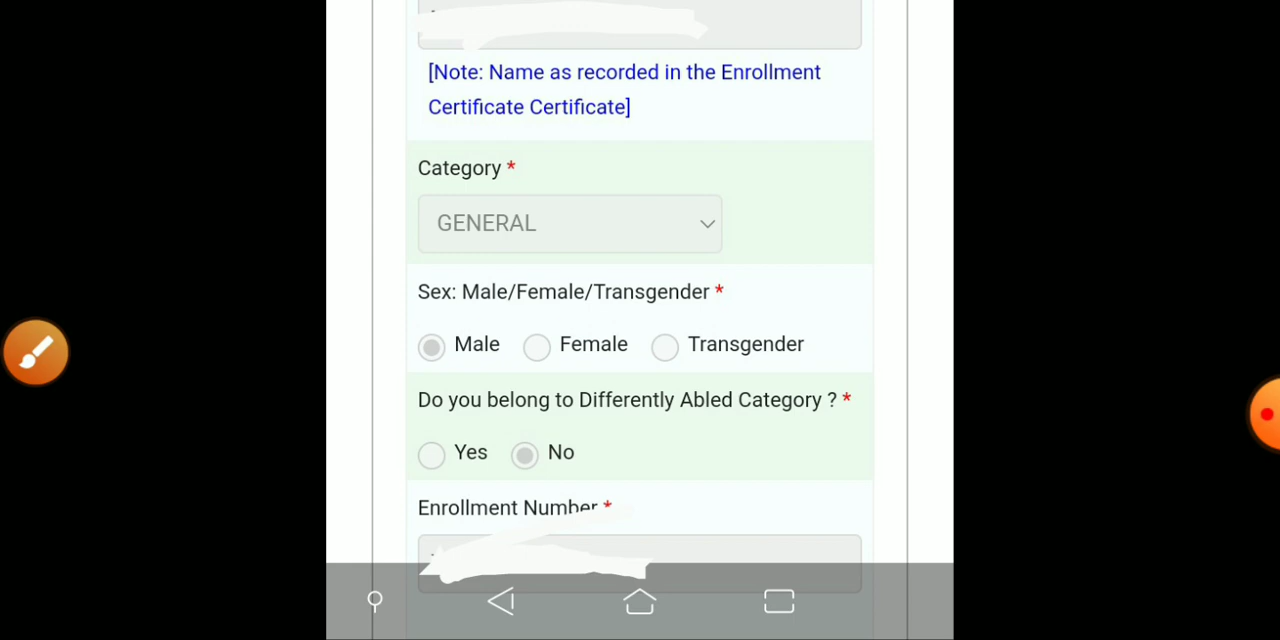 [Note: Name as recorded in the Enrollment
Certificate Certificate]
Category *
GENERAL
Sex: Male/Female/Transgender *
Male Female Transgender
Do you belong to Differently Abled Category ? *
Yes No
Enrollment Number *